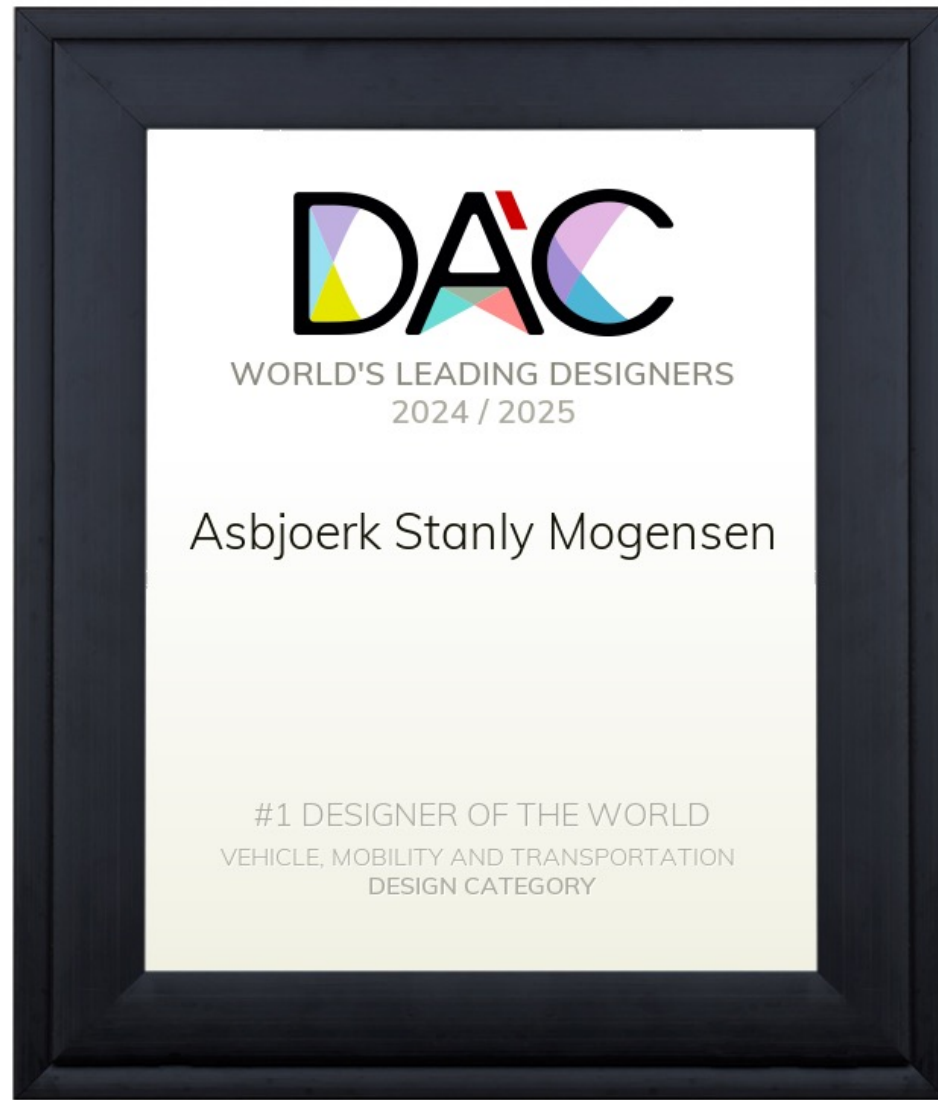 DA'C
WORLD'S LEADING DESIGNERS
2024 / 2025
Asbjoerk Stanly Mogensen
#1 DESIGNER OF THE WORLD
VEHICLE, MOBILITY AND TRANSPORTATION
DESIGN CATEGORY